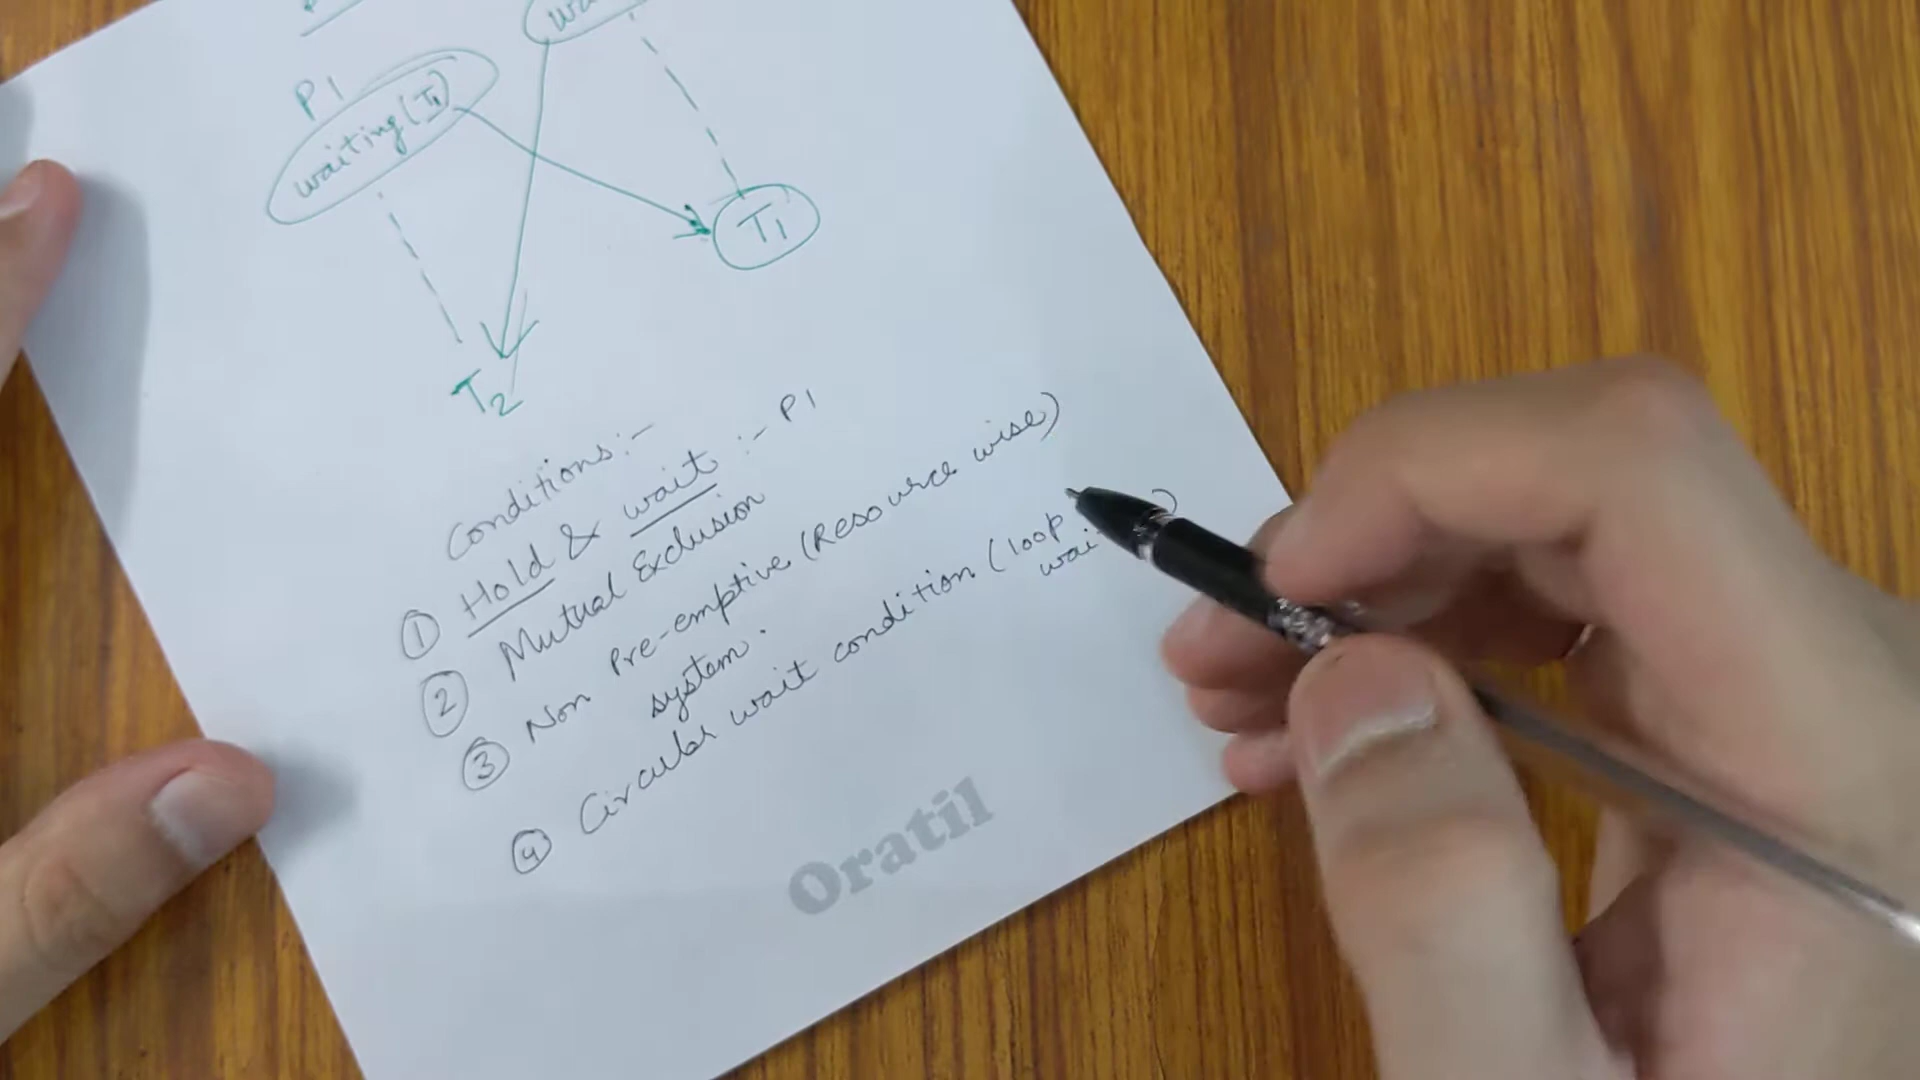 P1
waiting (T1)
T1
T2
Conditions:-
① Hold & wait :- P1
② Mutual Exclusion
③ Non Pre-emptive (Resource wise)
system.
④ Circular wait condition (loop
Oratil